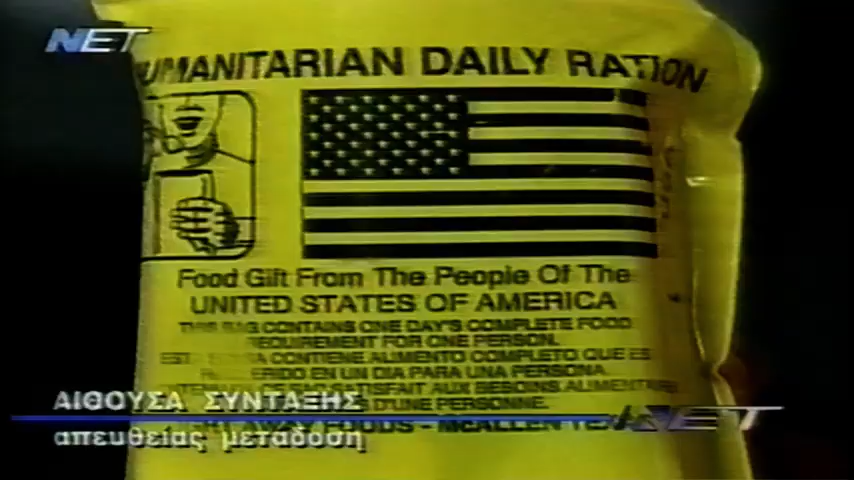 NET
UMANITARIAN DAILY RATION
Food Gift From The People Of The
UNITED STATES OF AMERICA
THIS BAG CONTAINS ONE DAY'S COMPLETE FOOD
REQUIREMENT FOR ONE PERSON.
CONTIENE ALIMENTO COMPLETO QUE ES
EN UN DIA PARA UNA PERSONA
SATISFAIT AUX BESOINS ALIMENTAIRE
D'UNE PERSONNE.
ΑΙΘΟΥΣΑ ΣΥΝΤΑΞΗΣ
FOODS - McALLEN
NET
απευθείας μετάδοση